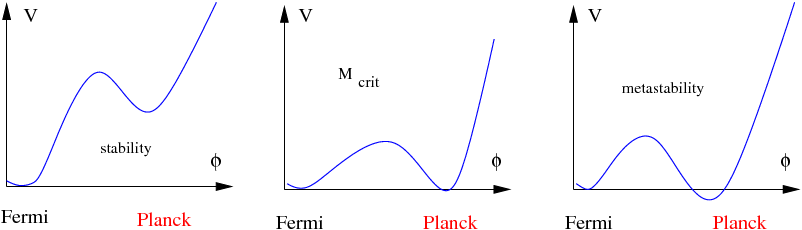 V
stability
ϕ
Fermi
Planck
V
M crit
ϕ
Fermi
Planck
V
metastability
ϕ
Fermi
Planck